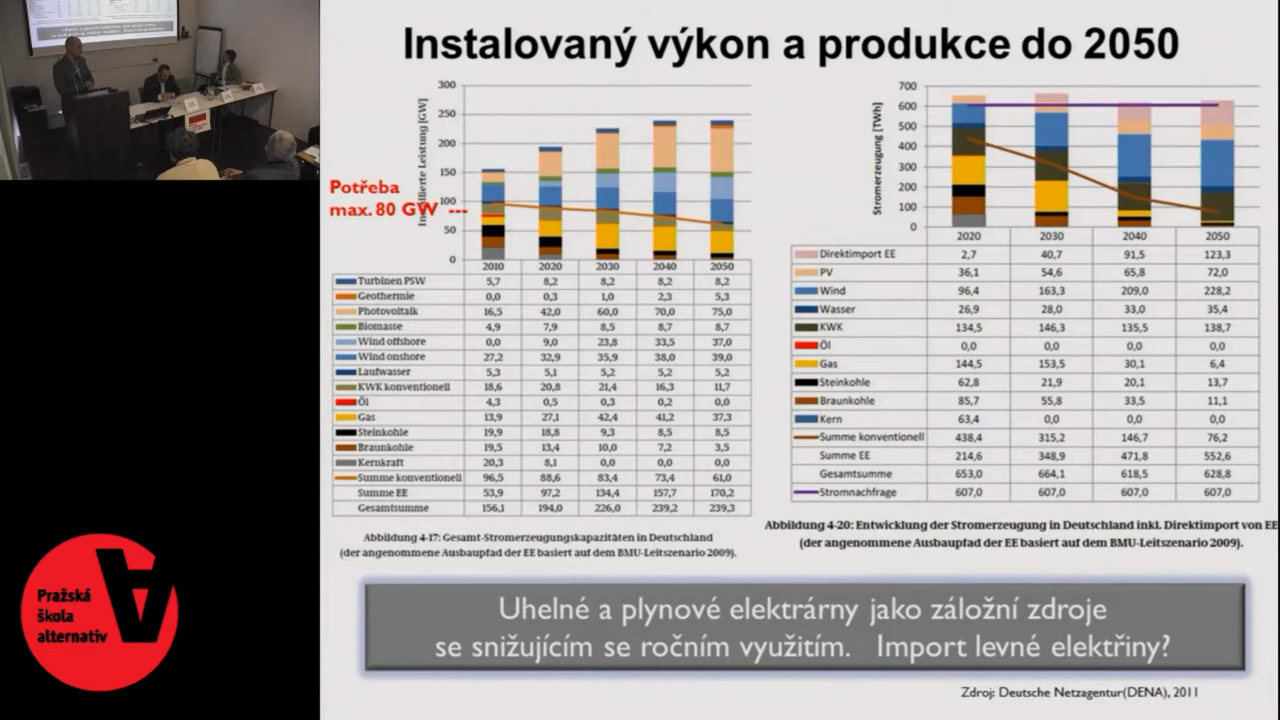 Instalovaný výkon a produkce do 2050
Potřeba
max. 80 GW ---
Installierte Leistung [GW]
300
250
200
150
100
50
0
2010 2020 2030 2040 2050
Turbinen PSW 5,7 8,2 8,2 8,2 8,2
Geothermie 0,0 0,3 1,0 2,3 5,3
Photovoltaik 16,5 42,0 60,0 70,0 75,0
Biomasse 4,9 7,9 8,5 8,7 8,7
Wind offshore 0,0 9,0 23,8 33,5 37,0
Wind onshore 27,2 32,9 35,9 38,0 39,0
Laufwasser 5,3 5,1 5,2 5,2 5,2
KWK konventionell 18,6 20,8 21,4 16,3 11,7
Öl 4,3 0,5 0,3 0,2 0,0
Gas 13,9 27,1 42,4 41,2 37,3
Steinkohle 19,9 18,8 9,3 8,5 8,5
Braunkohle 19,5 13,4 10,0 7,2 3,5
Kernkraft 20,3 8,1 0,0 0,0 0,0
Summe konventionell 96,5 88,6 83,4 73,4 61,0
Summe EE 53,9 97,2 134,4 157,7 170,2
Gesamtsumme 156,1 194,0 226,0 239,2 239,3
Abbildung 4-17: Gesamt-Stromerzeugungskapazitäten in Deutschland
(der angenommene Ausbaupfad der EE basiert auf dem BMU-Leitszenario 2009).
Stromerzeugung [TWh]
700
600
500
400
300
200
100
0
2020 2030 2040 2050
Direktimport EE 2,7 40,7 91,5 123,3
PV 36,1 54,6 65,8 72,0
Wind 96,4 163,3 209,0 228,2
Wasser 26,9 28,0 33,0 35,4
KWK 134,5 146,3 135,5 138,7
Öl 0,0 0,0 0,0 0,0
Gas 144,5 153,5 30,1 6,4
Steinkohle 62,8 21,9 20,1 13,7
Braunkohle 85,7 55,8 33,5 11,1
Kern 63,4 0,0 0,0 0,0
Summe konventionell 438,4 315,2 146,7 76,2
Summe EE 214,6 348,9 471,8 552,6
Gesamtsumme 653,0 664,1 618,5 628,8
Stromnachfrage 607,0 607,0 607,0 607,0
Abbildung 4-20: Entwicklung der Stromerzeugung in Deutschland inkl. Direktimport von EE
(der angenommene Ausbaupfad der EE basiert auf dem BMU-Leitszenario 2009).
Uhelné a plynové elektrárny jako záložní zdroje
se snižujícím se ročním využitím. Import levné elektřiny?
Zdroj: Deutsche Netzagentur(DENA), 2011
Pražská
škola
alternativ